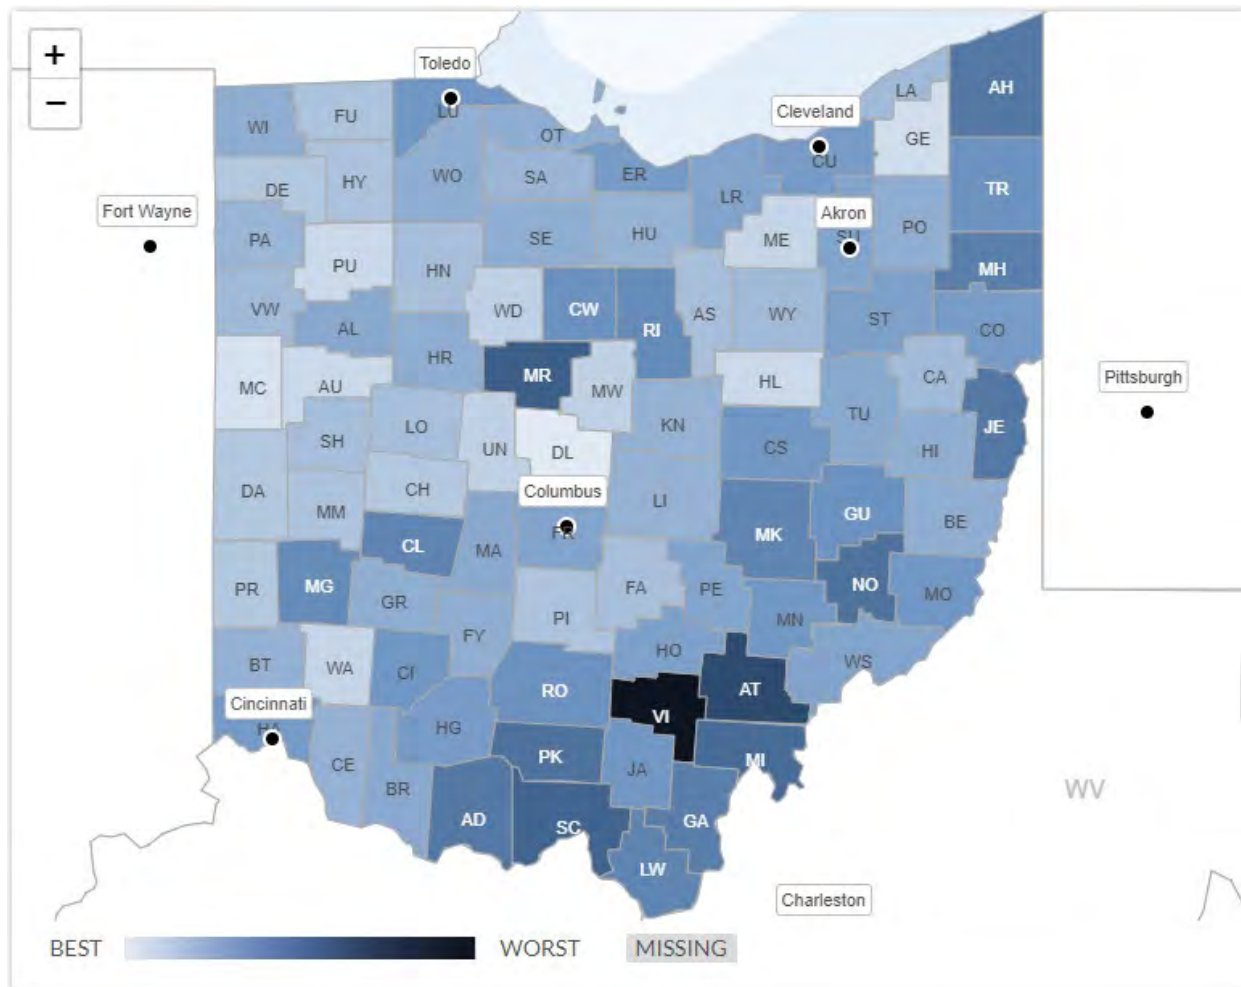 +
−
Toledo
Cleveland
Fort Wayne
Akron
Pittsburgh
Columbus
Cincinnati
Charleston
WV
WI
FU
LU
OT
LA
AH
GE
DE
HY
WO
SA
ER
CU
TR
LR
PA
PU
HN
SE
HU
ME
SU
PO
MH
VW
AL
HR
WD
CW
RI
AS
WY
ST
CO
MC
AU
MR
MW
HL
CA
TU
JE
SH
LO
UN
DL
KN
CS
HI
DA
MM
CH
LI
MK
GU
BE
CL
MA
FR
PR
MG
GR
PI
FA
PE
NO
MO
MN
BT
WA
CI
FY
HO
WS
HA
HG
RO
VI
AT
CE
BR
PK
JA
MI
AD
SC
GA
LW
BEST WORST MISSING